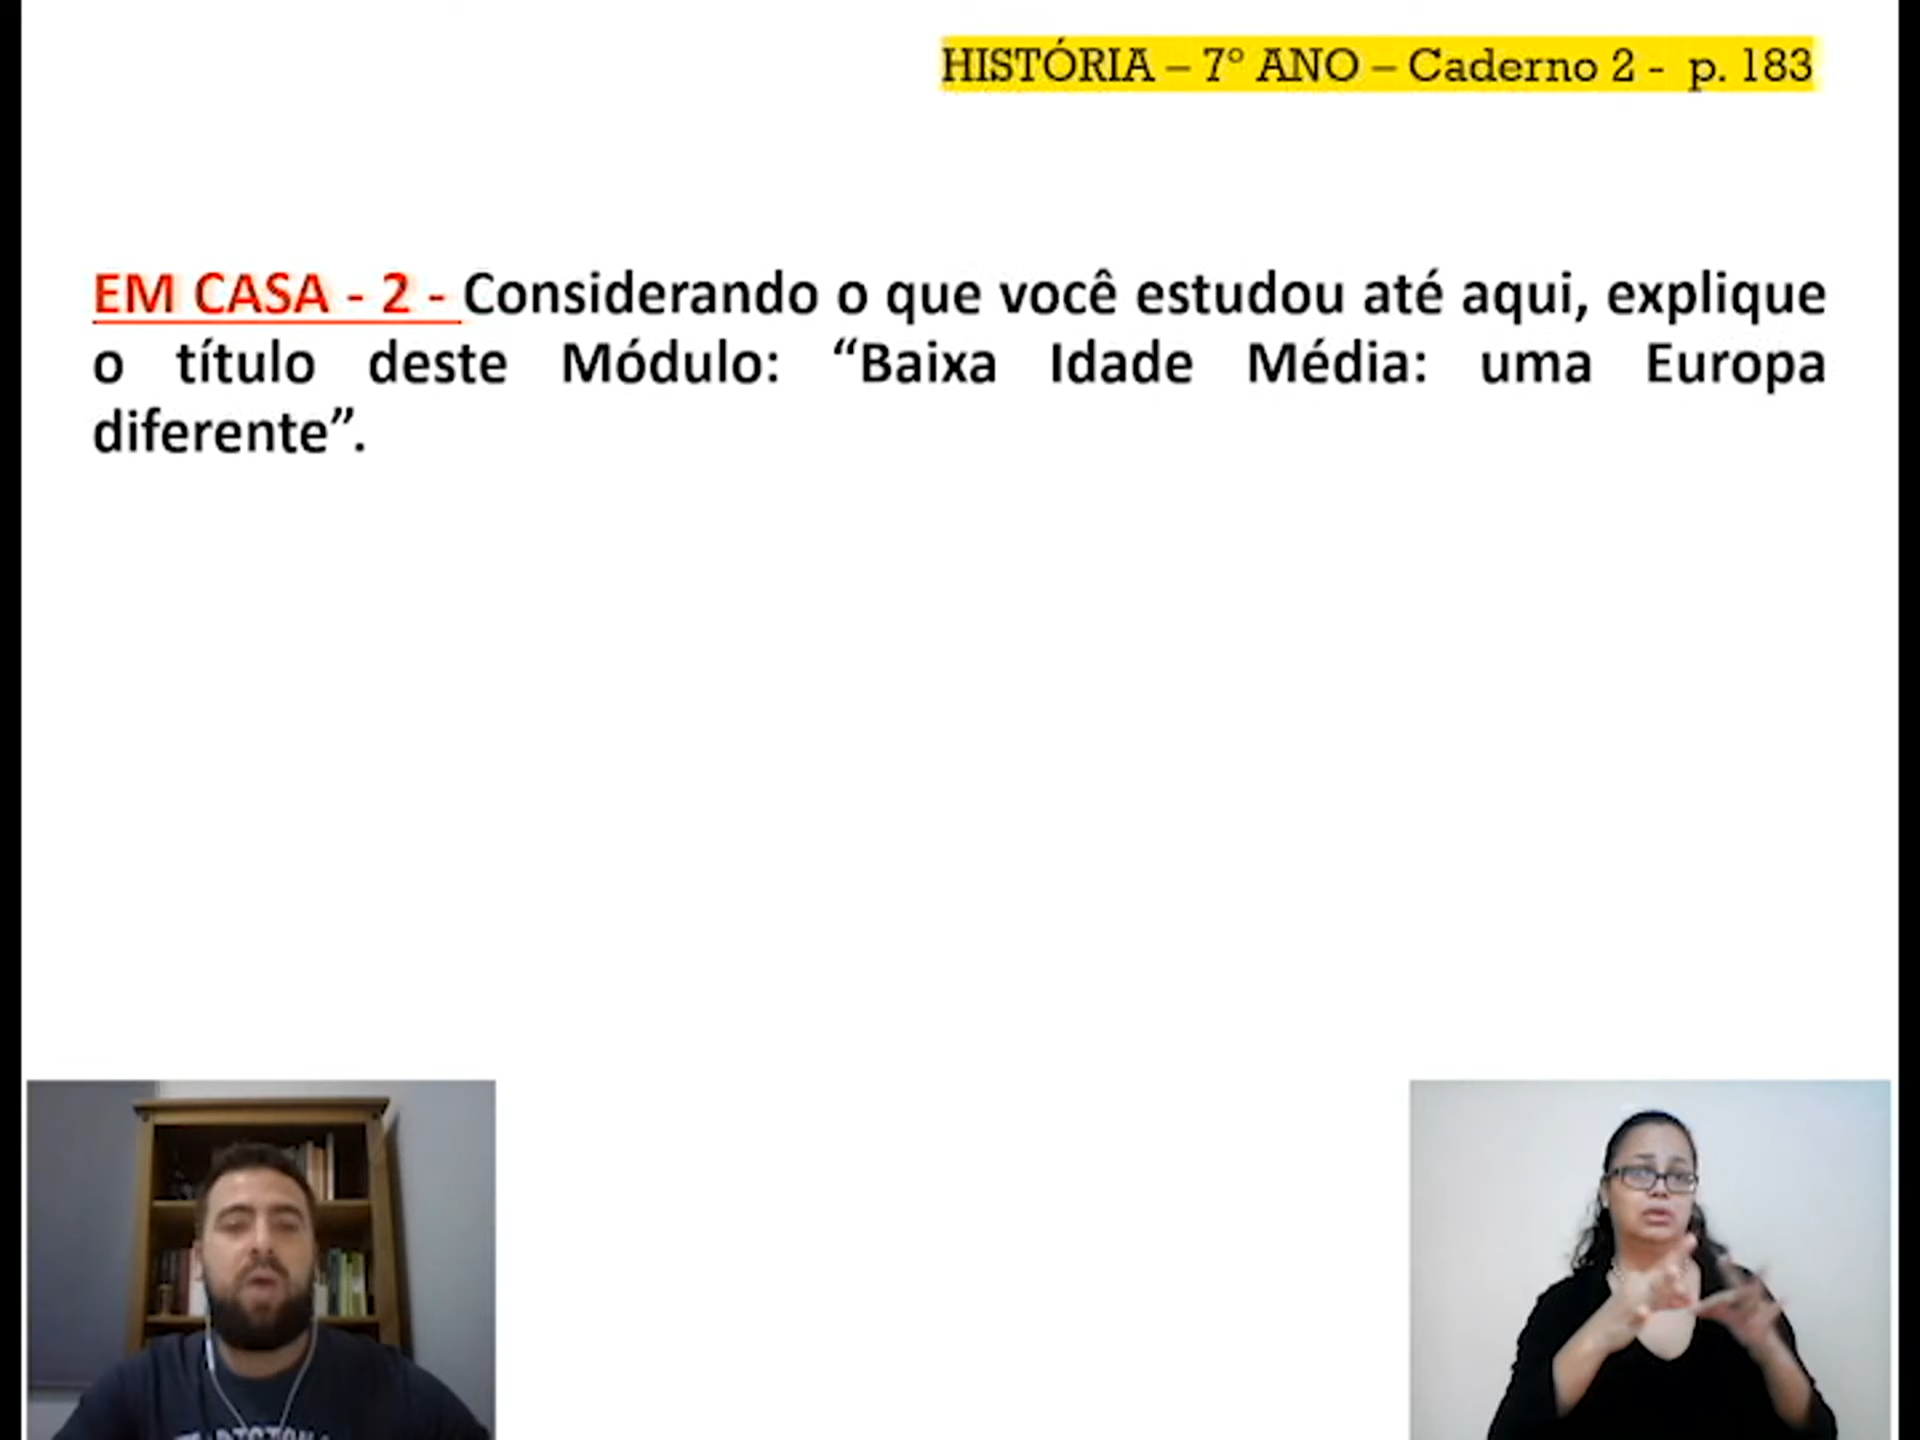 HISTÓRIA – 7º ANO – Caderno 2 - p. 183
EM CASA - 2 - Considerando o que você estudou até aqui, explique
o título deste Módulo: “Baixa Idade Média: uma Europa
diferente”.